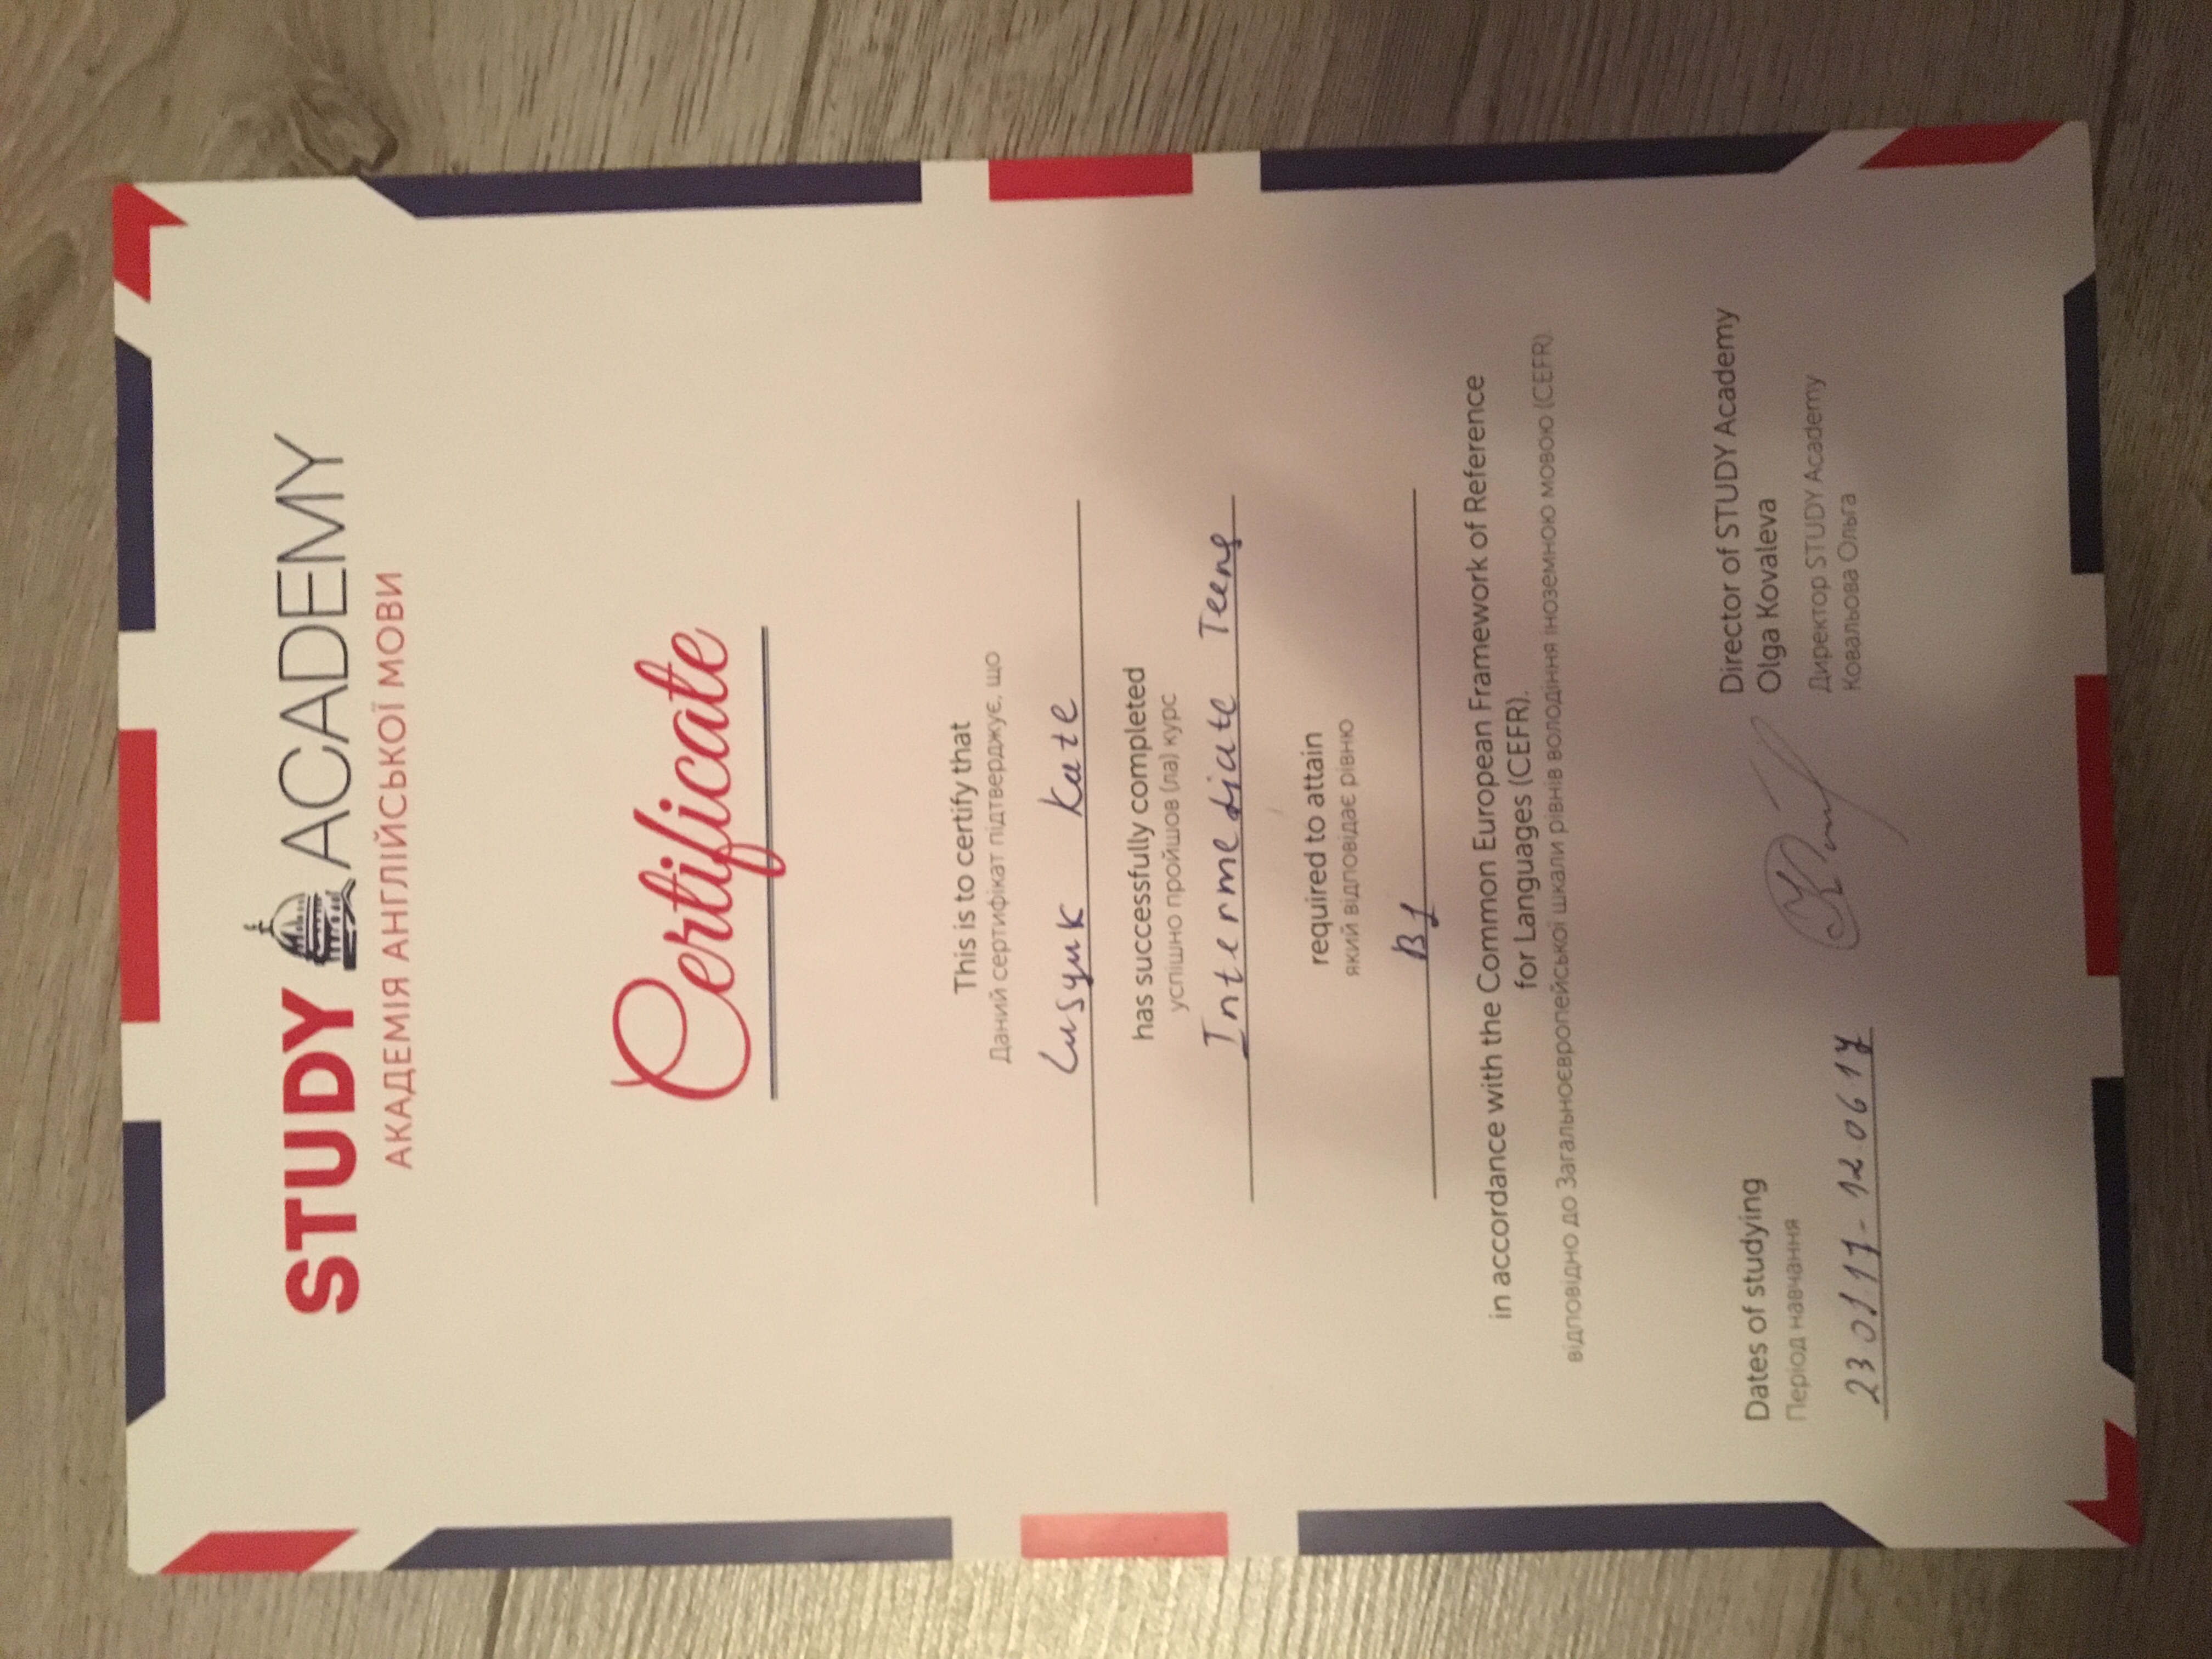 STUDY ACADEMY
АКАДЕМІЯ АНГЛІЙСЬКОЇ МОВИ
Certificate
This is to certify that
Даний сертифікат підтверджує, що
Lusyuk Kate
has successfully completed
успішно пройшов (ла) курс
Intermediate Teens
required to attain
який відповідає рівню
B1
in accordance with the Common European Framework of Reference
for Languages (CEFR).
відповідно до Загальноєвропейської шкали рівнів володіння іноземною мовою (CEFR)
Dates of studying
Період навчання
23.01.17-12.06.17
Director of STUDY Academy
Olga Kovaleva
Директор STUDY Academy
Ковальова Ольга